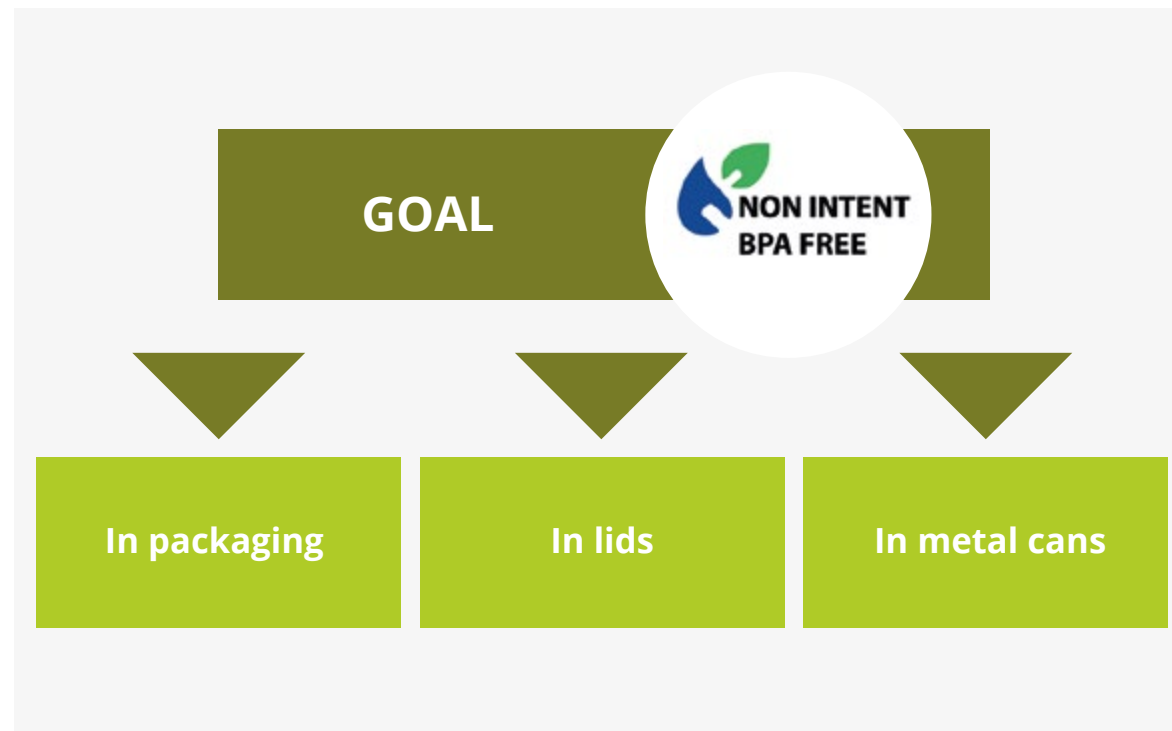 GOAL
NON INTENT
BPA FREE
In packaging
In lids
In metal cans